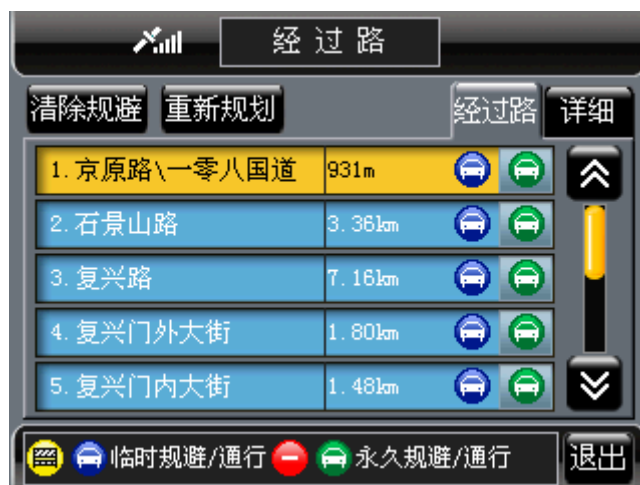 经过路
清除规避 重新规划 经过路 详细
1. 京原路\一零八国道 931m
2. 石景山路 3.36km
3. 复兴路 7.16km
4. 复兴门外大街 1.80km
5. 复兴门内大街 1.48km
临时规避/通行 永久规避/通行 退出